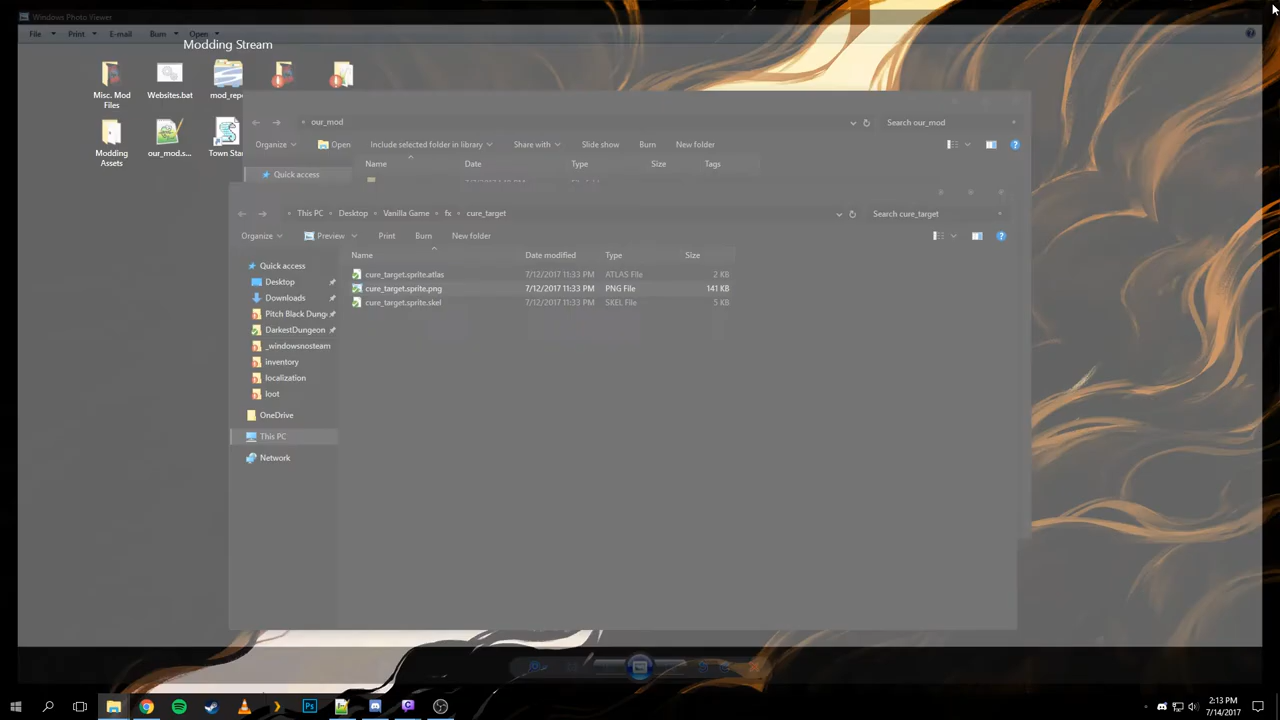 Windows Photo Viewer
File Print E-mail Burn Open
Modding Stream
Misc. Mod Files
Websites.bat
Modding Assets
our_mod.s...
our_mod
Search our_mod
Organize Open Include selected folder in library Share with Slide show Burn New folder
Name Date Type Size Tags
Quick access
This PC Desktop Vanilla Game fx cure_target
Search cure_target
Organize Preview Print Burn New folder
Name Date modified Type Size
cure_target.sprite.atlas 7/12/2017 11:33 PM ATLAS File 2 KB
cure_target.sprite.png 7/12/2017 11:33 PM PNG File 141 KB
cure_target.sprite.skel 7/12/2017 11:33 PM SKEL File 5 KB
Quick access
Desktop
Downloads
Pitch Black Dung
DarkestDungeon
_windowsnosteam
inventory
localization
loot
OneDrive
This PC
Network
2:13 PM
7/14/2017